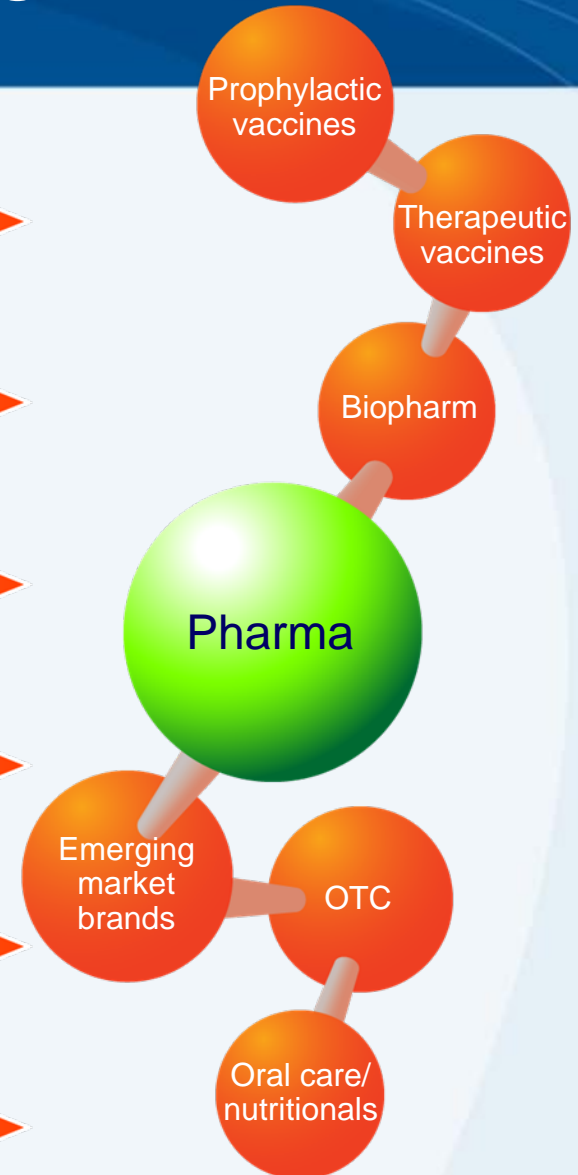 Prophylactic
vaccines
Therapeutic
vaccines
Biopharm
Pharma
Emerging
market
brands
OTC
Oral care/
nutritionals